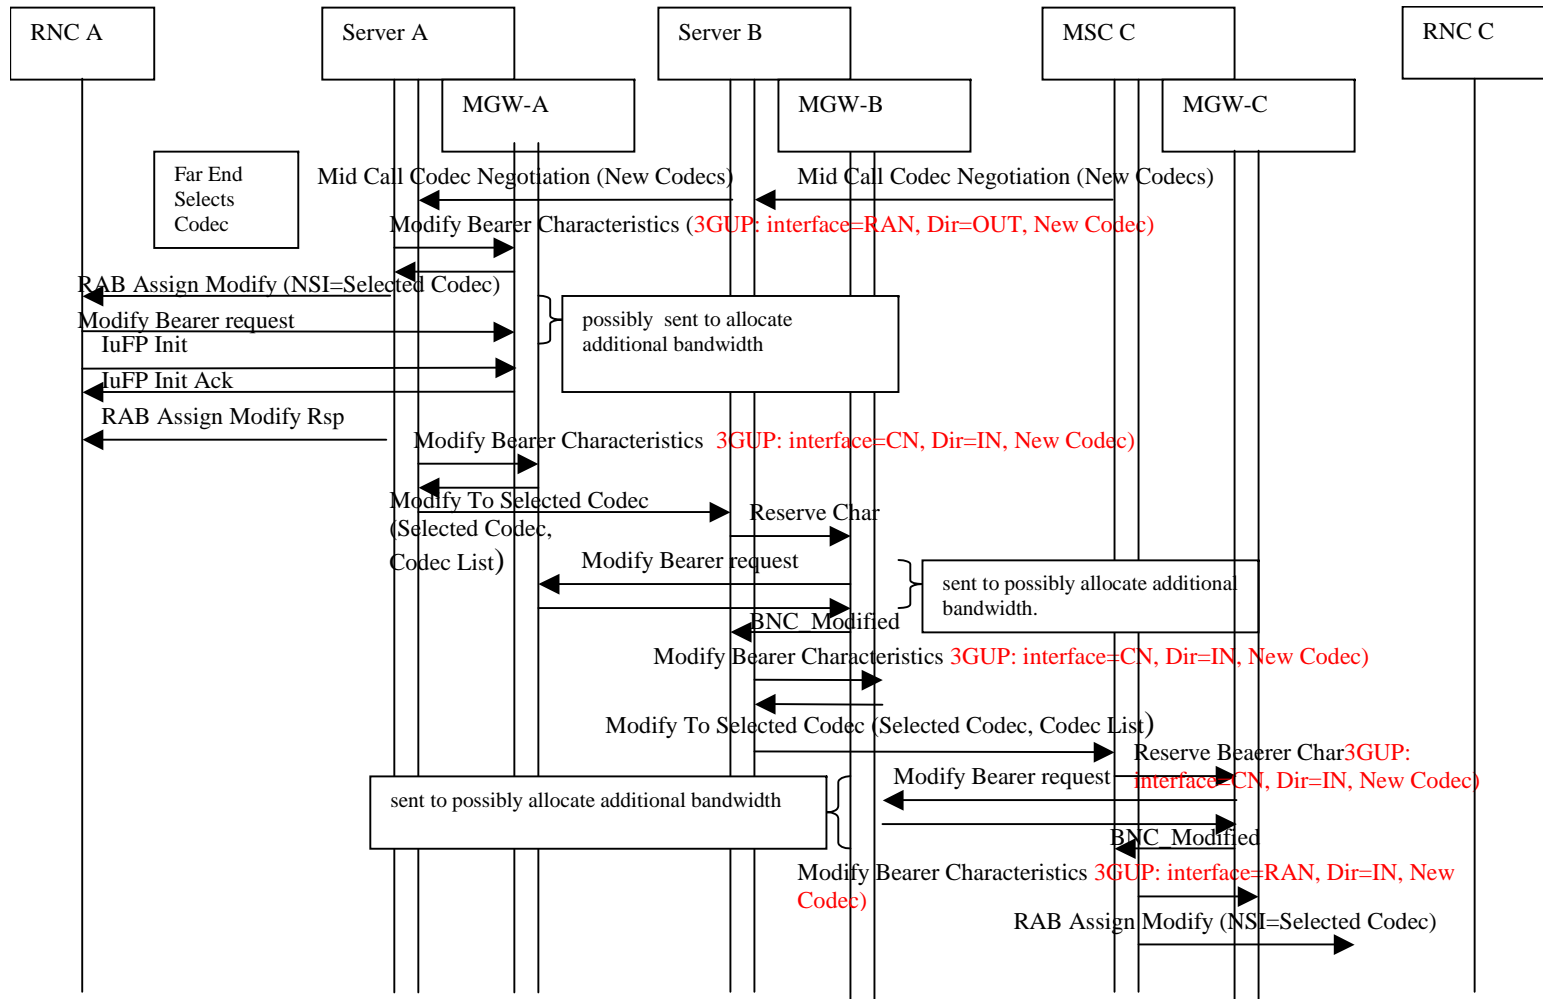 RNC A
Server A
Server B
MSC C
RNC C
MGW-A
MGW-B
MGW-C
Far End
Selects
Codec
Mid Call Codec Negotiation (New Codecs)
Mid Call Codec Negotiation (New Codecs)
Modify Bearer Characteristics (3GUP: interface=RAN, Dir=OUT, New Codec)
RAB Assign Modify (NSI=Selected Codec)
Modify Bearer request
possibly sent to allocate
additional bandwidth
IuFP Init
IuFP Init Ack
RAB Assign Modify Rsp
Modify Bearer Characteristics 3GUP: interface=CN, Dir=IN, New Codec)
Modify To Selected Codec
(Selected Codec,
Codec List)
Reserve Char
Modify Bearer request
sent to possibly allocate additional
bandwidth.
BNC_Modified
Modify Bearer Characteristics 3GUP: interface=CN, Dir=IN, New Codec)
Modify To Selected Codec (Selected Codec, Codec List)
Reserve Beaerer Char3GUP:
interface=CN, Dir=IN, New Codec)
Modify Bearer request
sent to possibly allocate additional bandwidth
BNC_Modified
Modify Bearer Characteristics 3GUP: interface=RAN, Dir=IN, New
Codec)
RAB Assign Modify (NSI=Selected Codec)